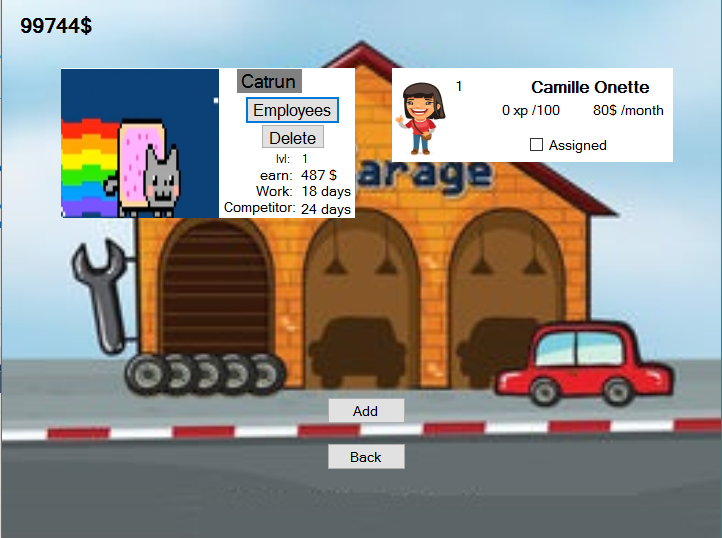 99744$
Catrun
Employees
Delete
lvl: 1
earn: 487 $
Work: 18 days
Competitor: 24 days
1
Camille Onette
0 xp /100 80$ /month
Assigned
arage
Add
Back